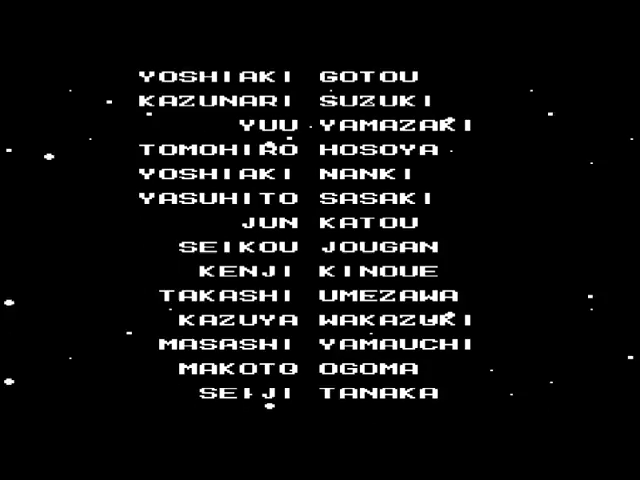 YOSHIAKI GOTOU
KAZUNARI SUZUKI
YUU YAMAZAKI
TOMOHIRO HOSOYA
YOSHIAKI NANKI
YASUHITO SASAKI
JUN KATOU
SEIKOU JOUGAN
KENJI KINOUE
TAKASHI UMEZAWA
KAZUYA WAKAZUKI
MASASHI YAMAUCHI
MAKOTO OGOMA
SEIJI TANAKA